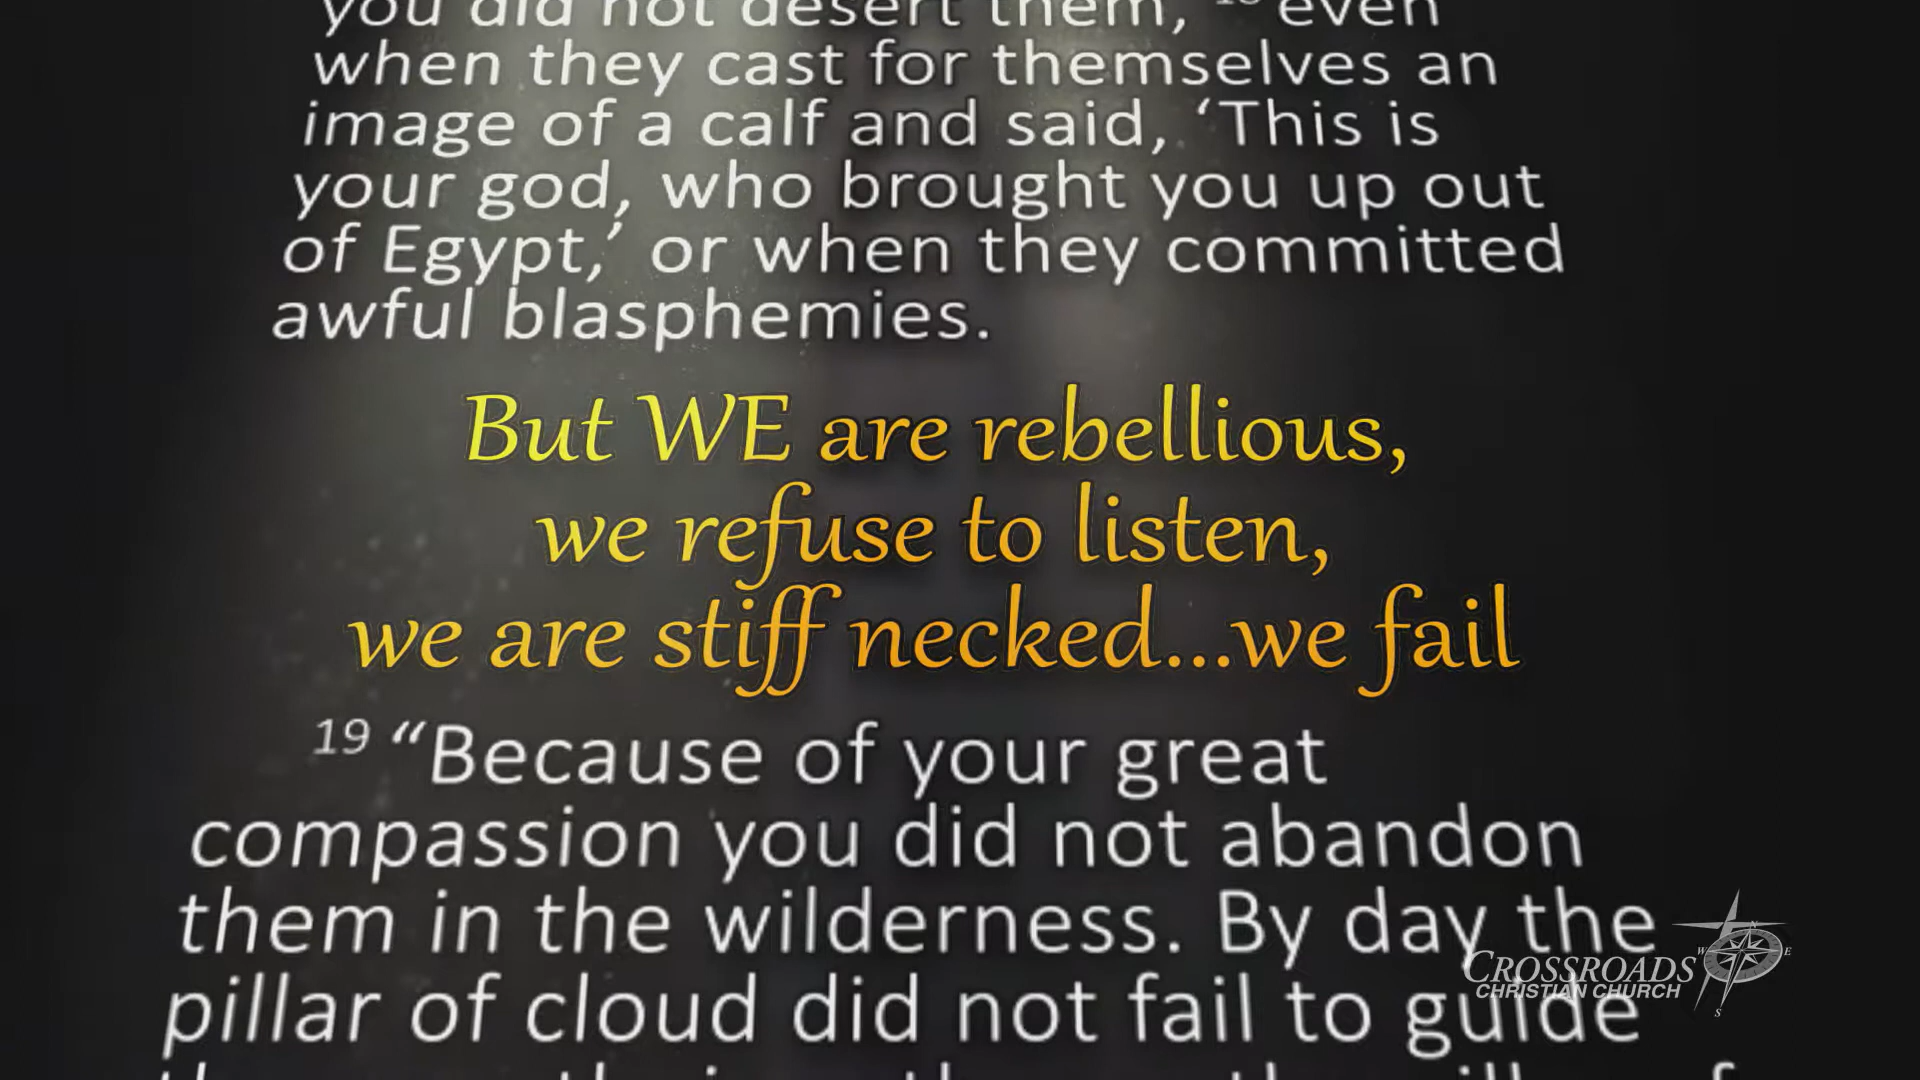 you did not desert them, 18 even
when they cast for themselves an
image of a calf and said, ‘This is
your god, who brought you up out
of Egypt,’ or when they committed
awful blasphemies.
But WE are rebellious,
we refuse to listen,
we are stiff necked...we fail
19 “Because of your great
compassion you did not abandon
them in the wilderness. By day the
pillar of cloud did not fail to guide
N
W E
S
CROSSROADS
CHRISTIAN CHURCH